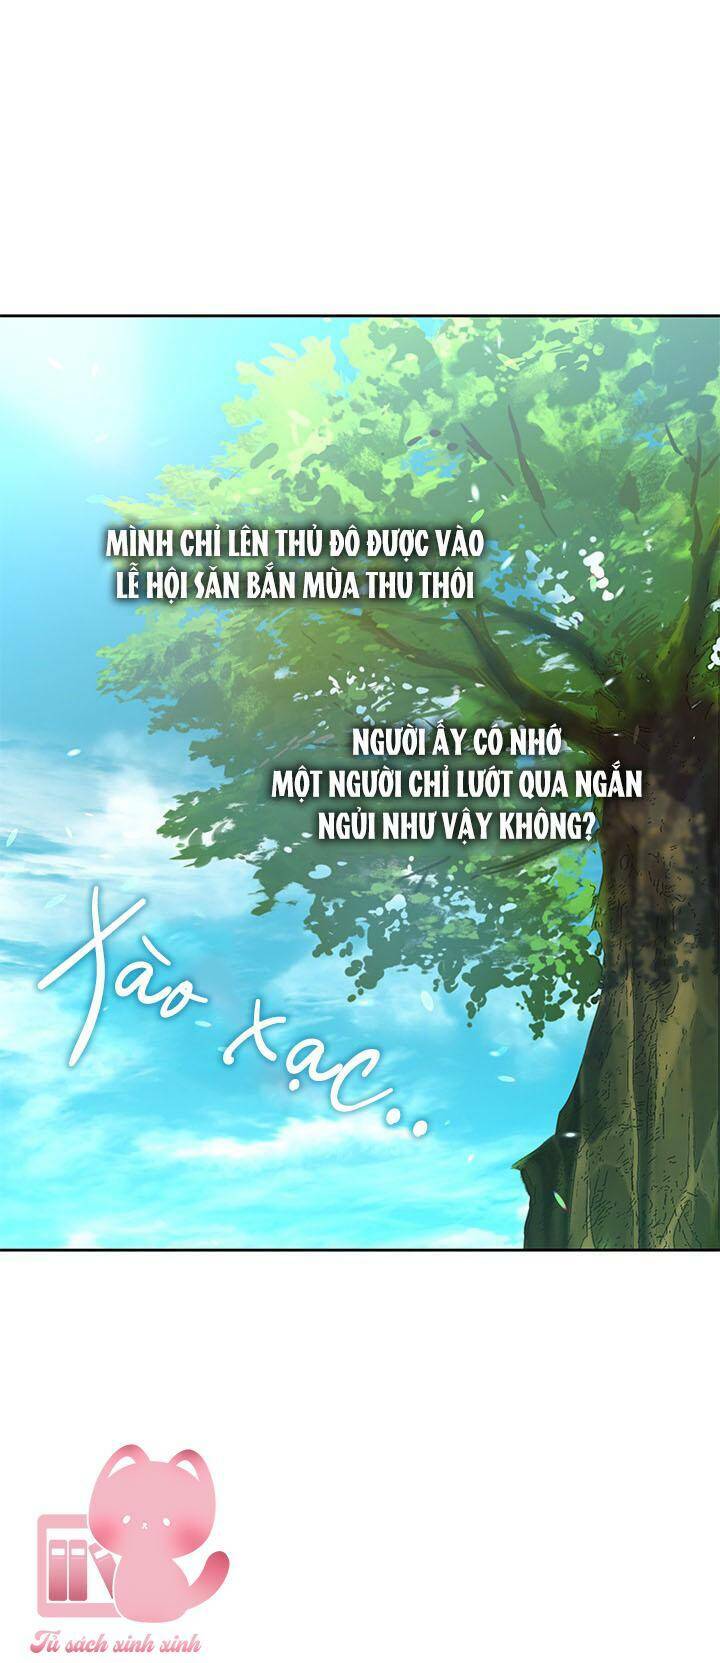 MÌNH CHỈ LÊN THỦ ĐÔ ĐƯỢC VÀO
LỄ HỘI SĂN BẮN MÙA THU THÔI
NGƯỜI ẤY CÓ NHỚ
MỘT NGƯỜI CHỈ LƯỚT QUA NGẮN
NGỦI NHƯ VẬY KHÔNG?
Xào xạc..
Tủ sách xinh xinh